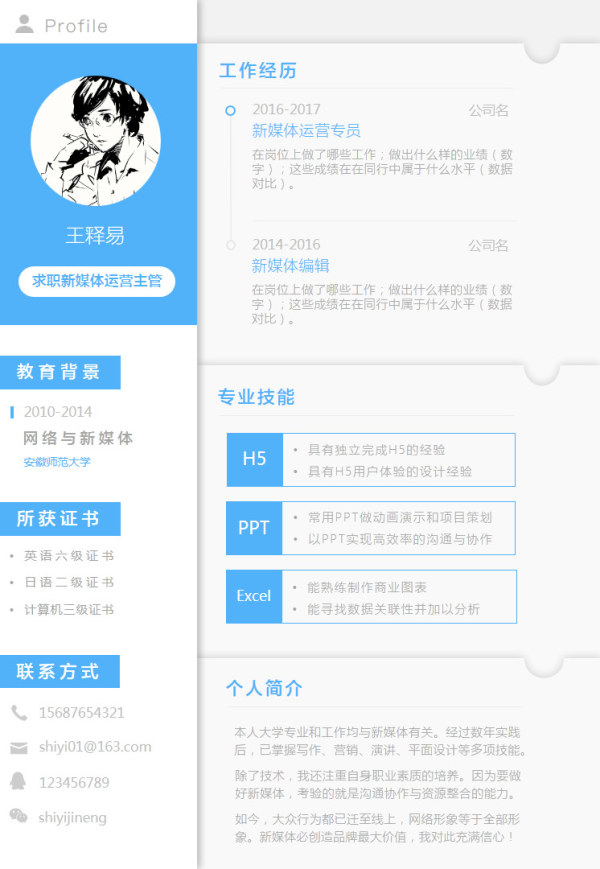 Profile
王释易
求职新媒体运营主管
教育背景
2010-2014
网络与新媒体
安徽师范大学
所获证书
• 英语六级证书
• 日语二级证书
• 计算机三级证书
联系方式
15687654321
shiyi01@163.com
123456789
shiyijineng
工作经历
2016-2017 公司名
新媒体运营专员
在岗位上做了哪些工作；做出什么样的业绩（数
字）；这些成绩在在同行中属于什么水平（数据
对比）。
2014-2016 公司名
新媒体编辑
在岗位上做了哪些工作；做出什么样的业绩（数
字）；这些成绩在在同行中属于什么水平（数据
对比）。
专业技能
H5
• 具有独立完成H5的经验
• 具有H5用户体验的设计经验
PPT
• 常用PPT做动画演示和项目策划
• 以PPT实现高效率的沟通与协作
Excel
• 能熟练制作商业图表
• 能寻找数据关联性并加以分析
个人简介
本人大学专业和工作均与新媒体有关。经过数年实践
后，已掌握写作、营销、演讲、平面设计等多项技能。
除了技术，我还注重自身职业素质的培养。因为要做
好新媒体，考验的就是沟通协作与资源整合的能力。
如今，大众行为都已迁至线上，网络形象等于全部形
象。新媒体必创造品牌最大价值，我对此充满信心！